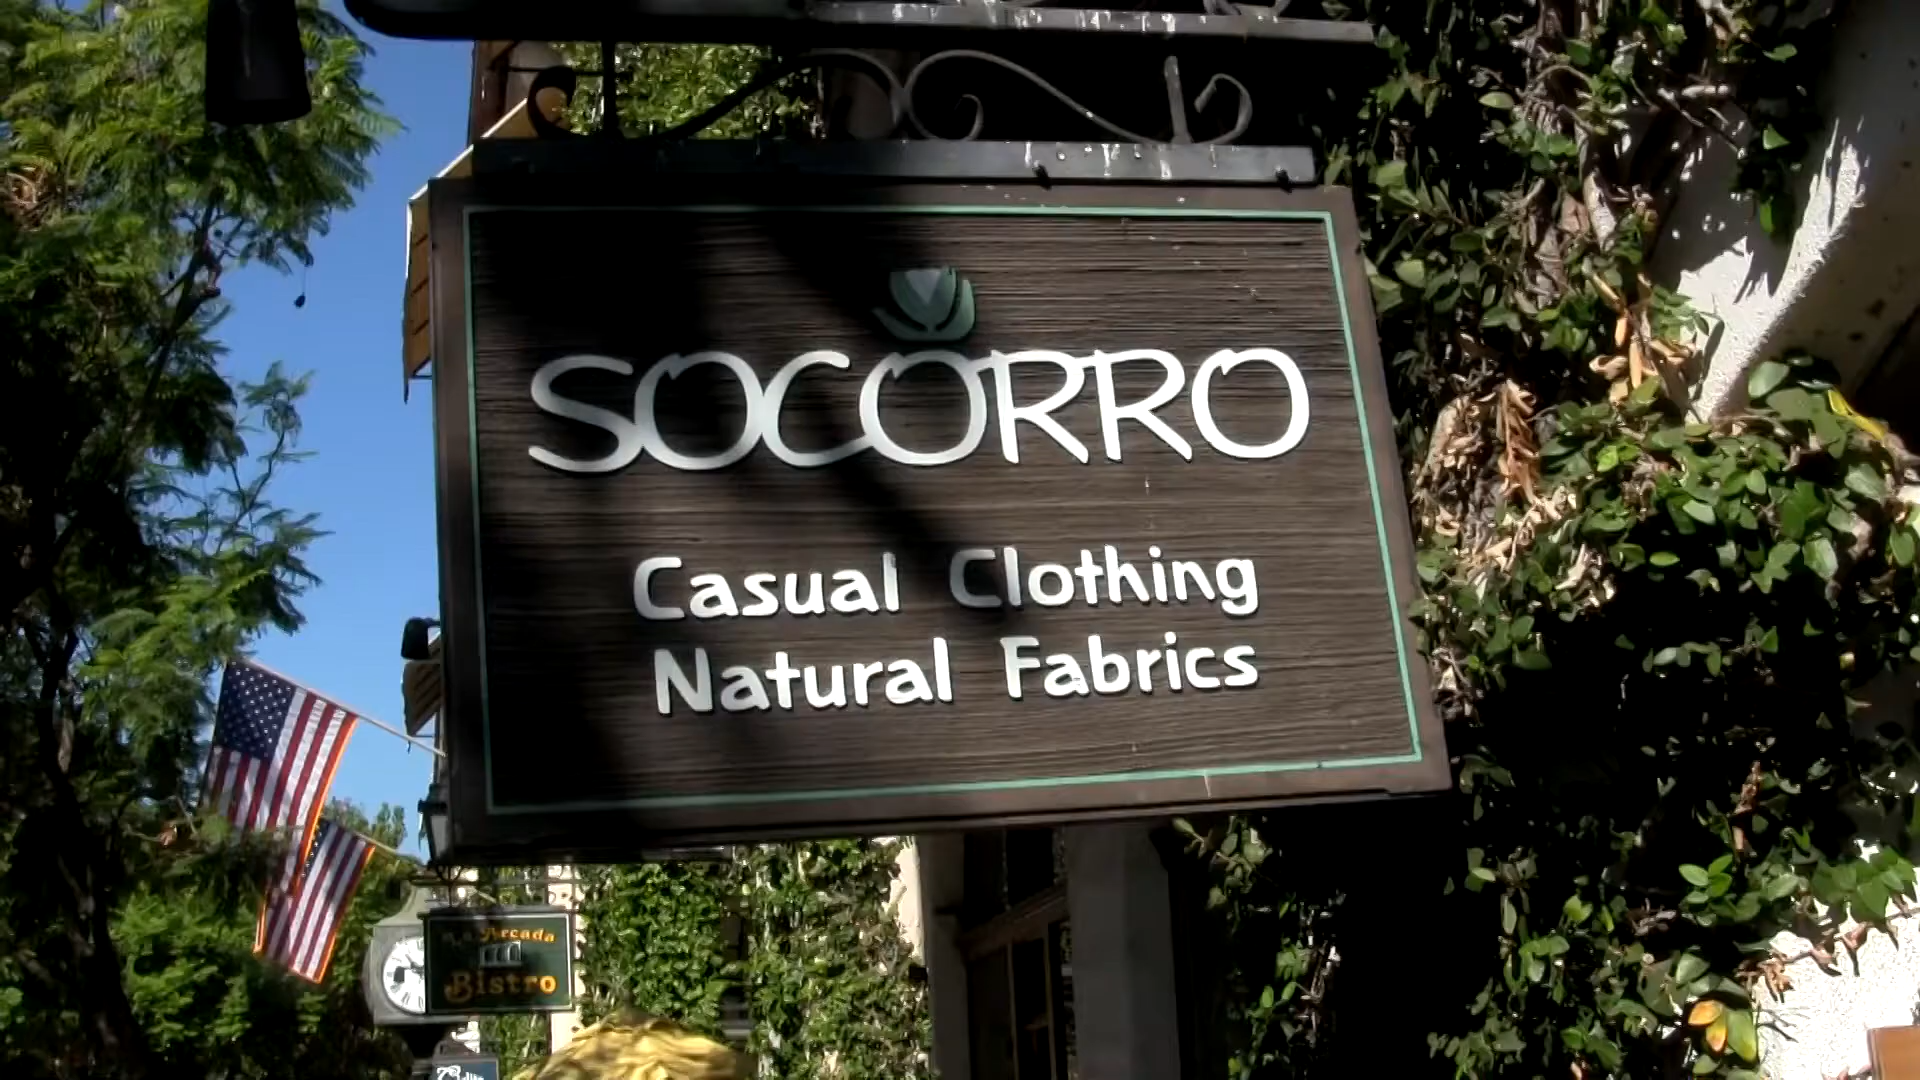 SOCORRO
Casual Clothing
Natural Fabrics
Arcada
Bistro